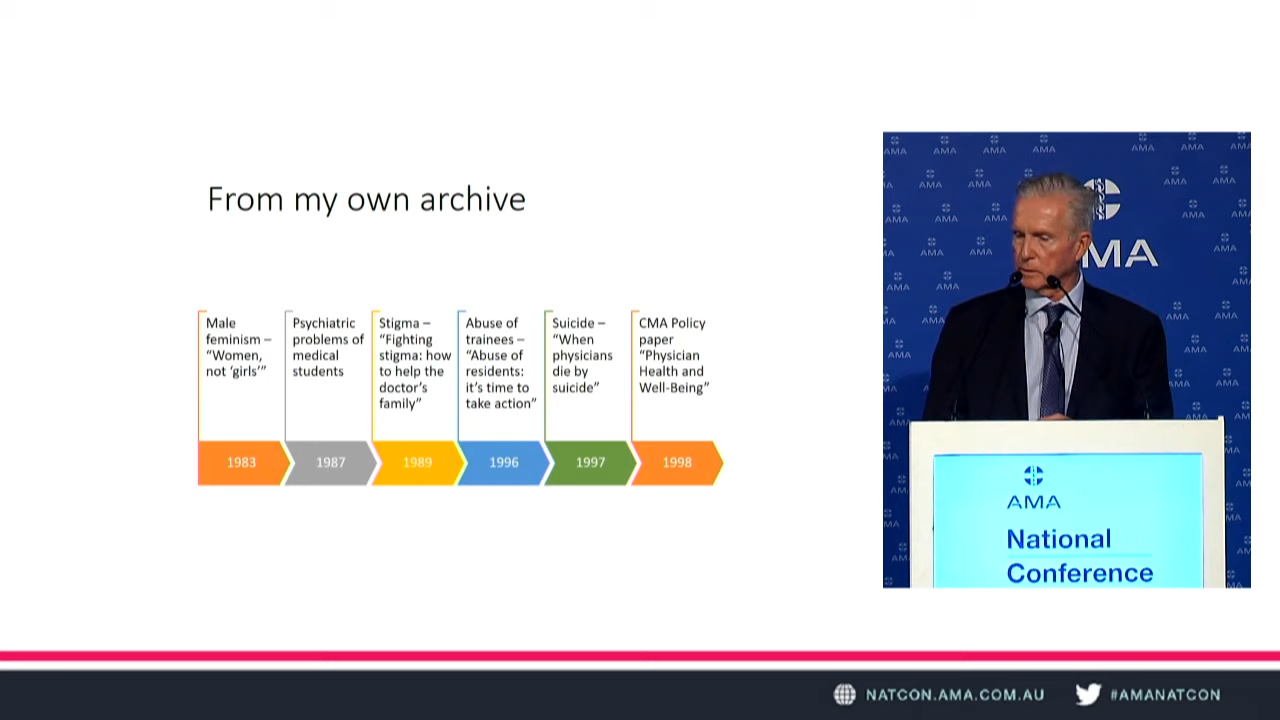 From my own archive
Male
feminism –
“Women,
not ‘girls’”
Psychiatric
problems of
medical
students
Stigma –
“Fighting
stigma: how
to help the
doctor’s
family”
Abuse of
trainees –
“Abuse of
residents:
it’s time to
take action”
Suicide –
“When
physicians
die by
suicide”
CMA Policy
paper
“Physician
Health and
Well-Being”
1983
1987
1989
1996
1997
1998
AMA
AMA
National
Conference
NATCON.AMA.COM.AU
#AMANATCON